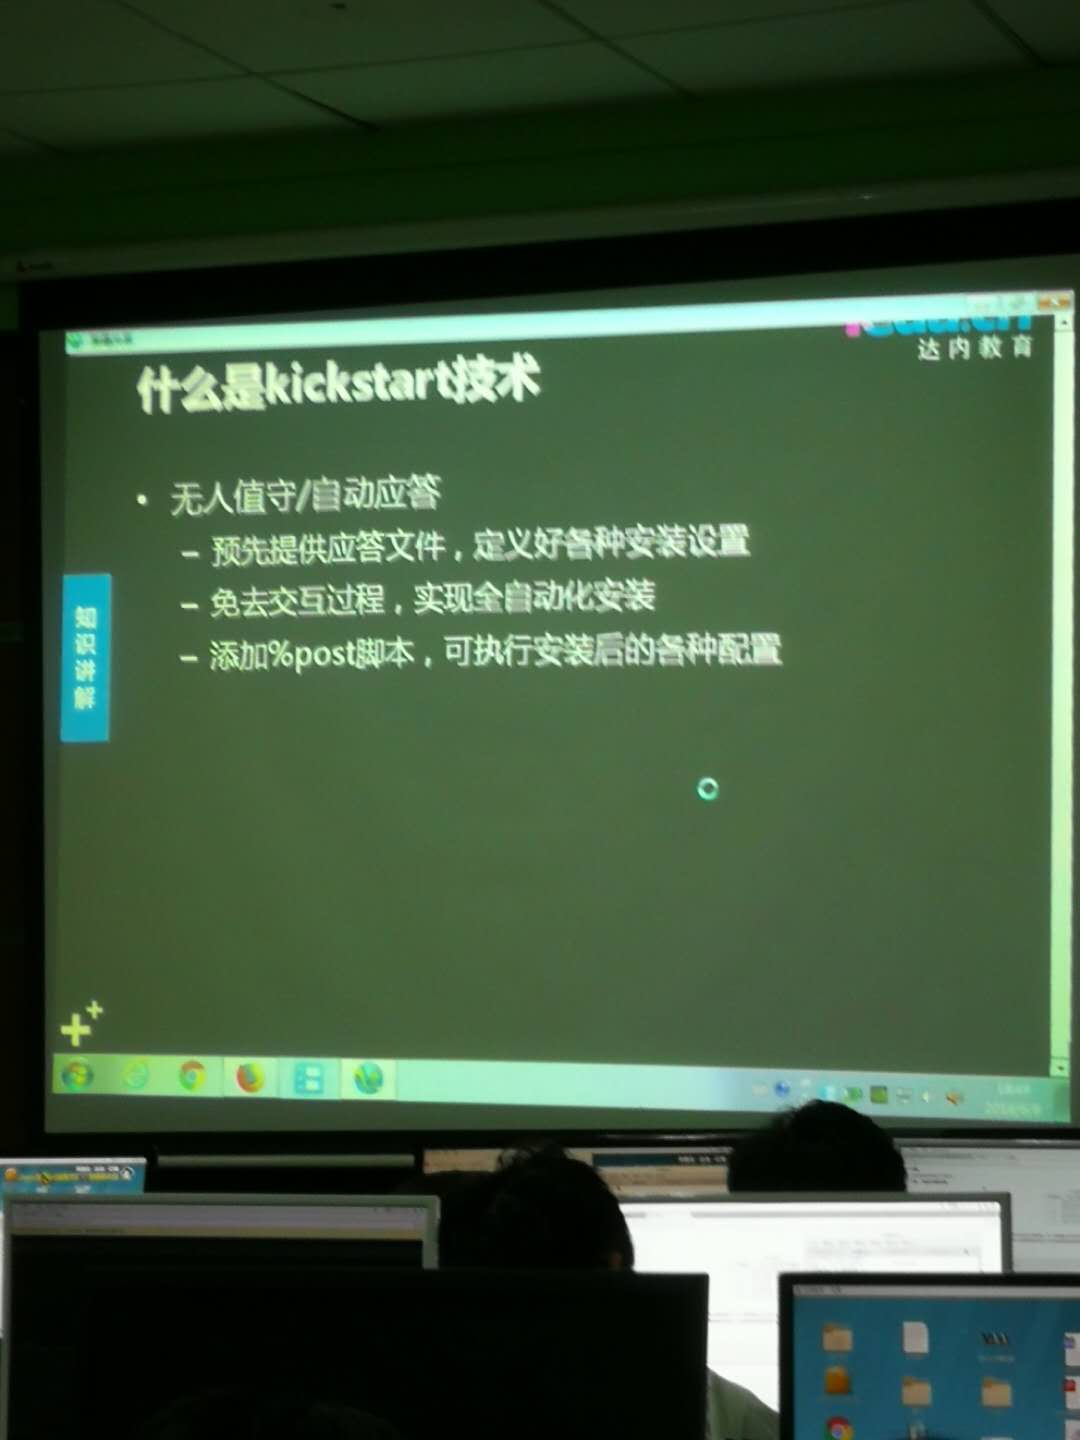 达内教育
什么是kickstart技术
• 无人值守/自动应答
– 预先提供应答文件，定义好各种安装设置
– 免去交互过程，实现全自动化安装
– 添加%post脚本，可执行安装后的各种配置
知识讲解